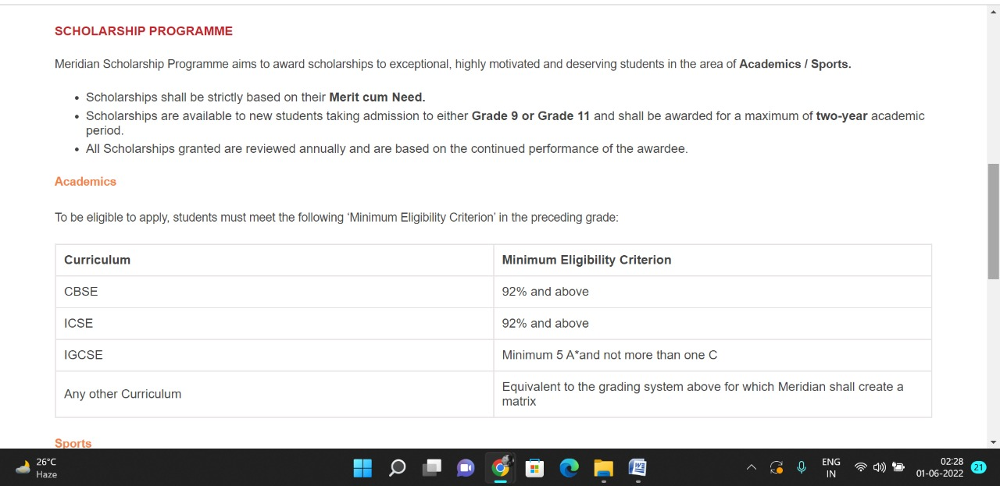 SCHOLARSHIP PROGRAMME
Meridian Scholarship Programme aims to award scholarships to exceptional, highly motivated and deserving students in the area of Academics / Sports.
• Scholarships shall be strictly based on their Merit cum Need.
• Scholarships are available to new students taking admission to either Grade 9 or Grade 11 and shall be awarded for a maximum of two-year academic
period.
• All Scholarships granted are reviewed annually and are based on the continued performance of the awardee.
Academics
To be eligible to apply, students must meet the following ‘Minimum Eligibility Criterion’ in the preceding grade:
Curriculum Minimum Eligibility Criterion
CBSE 92% and above
ICSE 92% and above
IGCSE Minimum 5 A*and not more than one C
Any other Curriculum Equivalent to the grading system above for which Meridian shall create a
matrix
Sports
26°C
Haze
ENG
IN
02:28
01-06-2022
21